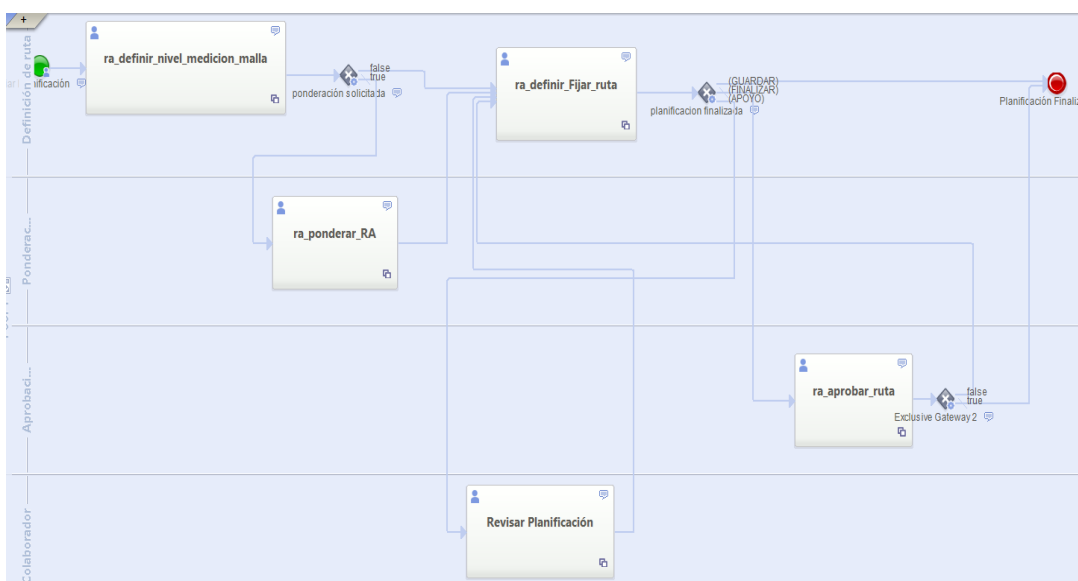 +
Definición de ruta
ificación
ra_definir_nivel_medicion_malla
false
true
ponderación solicitada
ra_definir_Fijar_ruta
(GUARDAR)
(FINALIZAR)
(APOYO)
planificacion finalizada
Planificación Finaliz
Ponderac...
ra_ponderar_RA
Aprobaci...
ra_aprobar_ruta
false
true
Exclusive Gateway2
Colaborador
Revisar Planificación